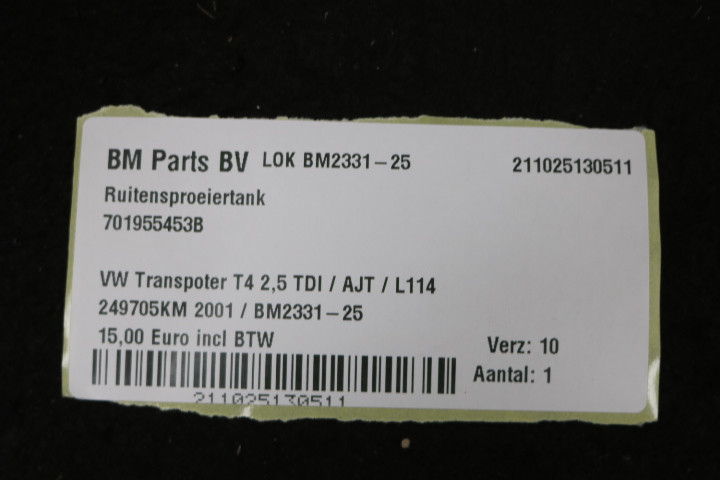 BM Parts BV LOK BM2331-25 211025130511
Ruitensproeiertank
701955453B
VW Transpoter T4 2,5 TDI / AJT / L114
249705KM 2001 / BM2331-25
15,00 Euro incl BTW Verz: 10
Aantal: 1
211025130511